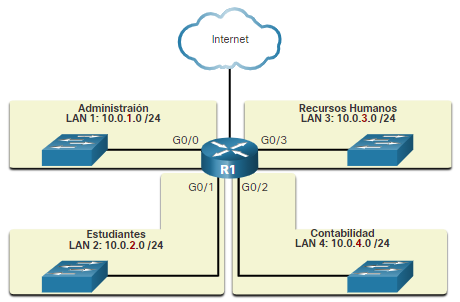 Internet
Administraión
LAN 1: 10.0.1.0 /24
Recursos Humanos
LAN 3: 10.0.3.0 /24
G0/0
G0/3
R1
G0/1
G0/2
Estudiantes
LAN 2: 10.0.2.0 /24
Contabilidad
LAN 4: 10.0.4.0 /24